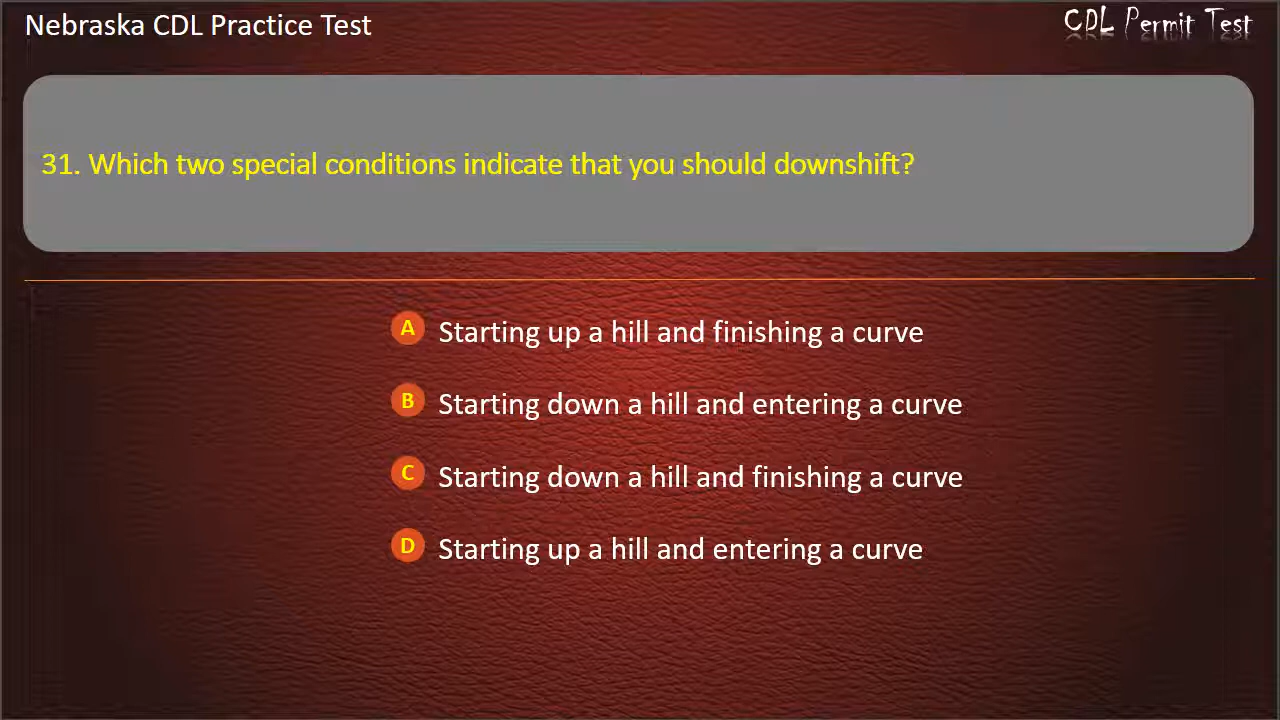 Nebraska CDL Practice Test
CDL Permit Test
31. Which two special conditions indicate that you should downshift?
A Starting up a hill and finishing a curve
B Starting down a hill and entering a curve
C Starting down a hill and finishing a curve
D Starting up a hill and entering a curve